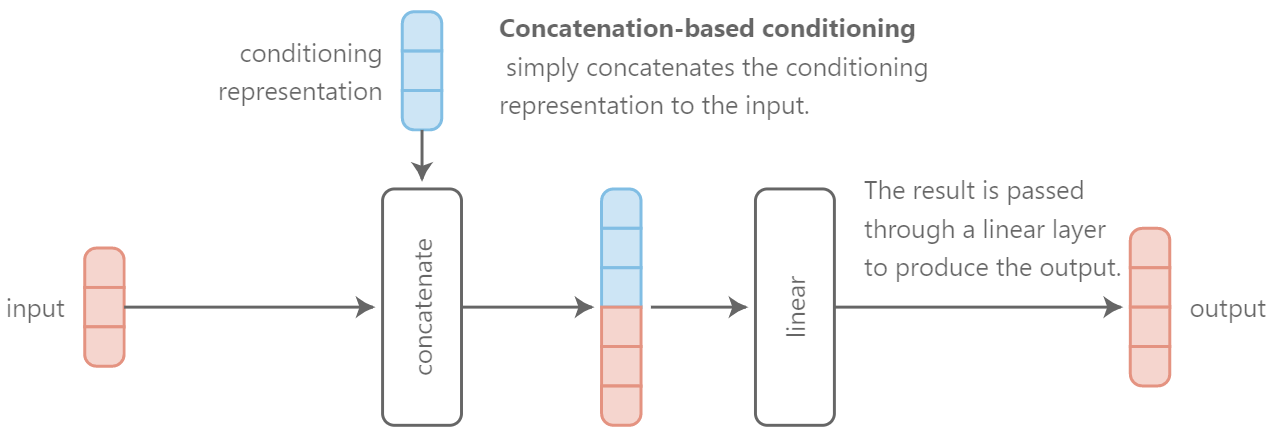 conditioning
representation
Concatenation-based conditioning
simply concatenates the conditioning
representation to the input.
input
concatenate
linear
The result is passed
through a linear layer
to produce the output.
output